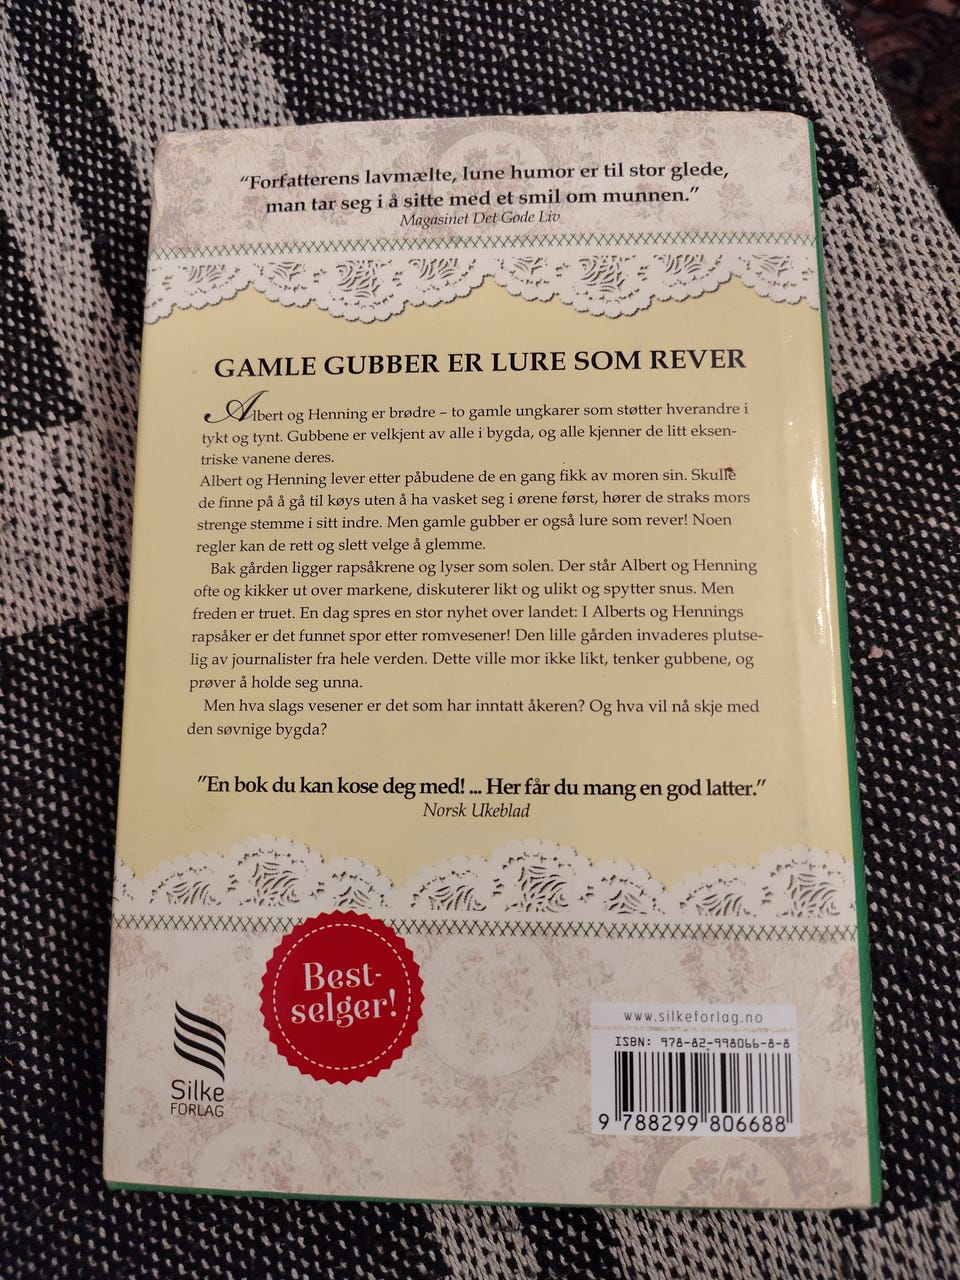 “Forfatterens lavmælte, lune humor er til stor glede,
man tar seg i å sitte med et smil om munnen.”
Magasinet Det Gode Liv
GAMLE GUBBER ER LURE SOM REVER
Albert og Henning er brødre – to gamle ungkarer som støtter hverandre i
tykt og tynt. Gubbene er velkjent av alle i bygda, og alle kjenner de litt eksen-
triske vanene deres.
Albert og Henning lever etter påbudene de en gang fikk av moren sin. Skulle
de finne på å gå til køys uten å ha vasket seg i ørene først, hører de straks mors
strenge stemme i sitt indre. Men gamle gubber er også lure som rever! Noen
regler kan de rett og slett velge å glemme.
Bak gården ligger rapsåkrene og lyser som solen. Der står Albert og Henning
ofte og kikker ut over markene, diskuterer likt og ulikt og spytter snus. Men
freden er truet. En dag spres en stor nyhet over landet: I Alberts og Hennings
rapsåker er det funnet spor etter romvesener! Den lille gården invaderes plutse-
lig av journalister fra hele verden. Dette ville mor ikke likt, tenker gubbene, og
prøver å holde seg unna.
Men hva slags vesener er det som har inntatt åkeren? Og hva vil nå skje med
den søvnige bygda?
”En bok du kan kose deg med! ... Her får du mang en god latter.”
Norsk Ukeblad
Best-
selger!
Silke
FORLAG
www.silkeforlag.no
ISBN: 978-82-998066-8-8
9 788299 806688